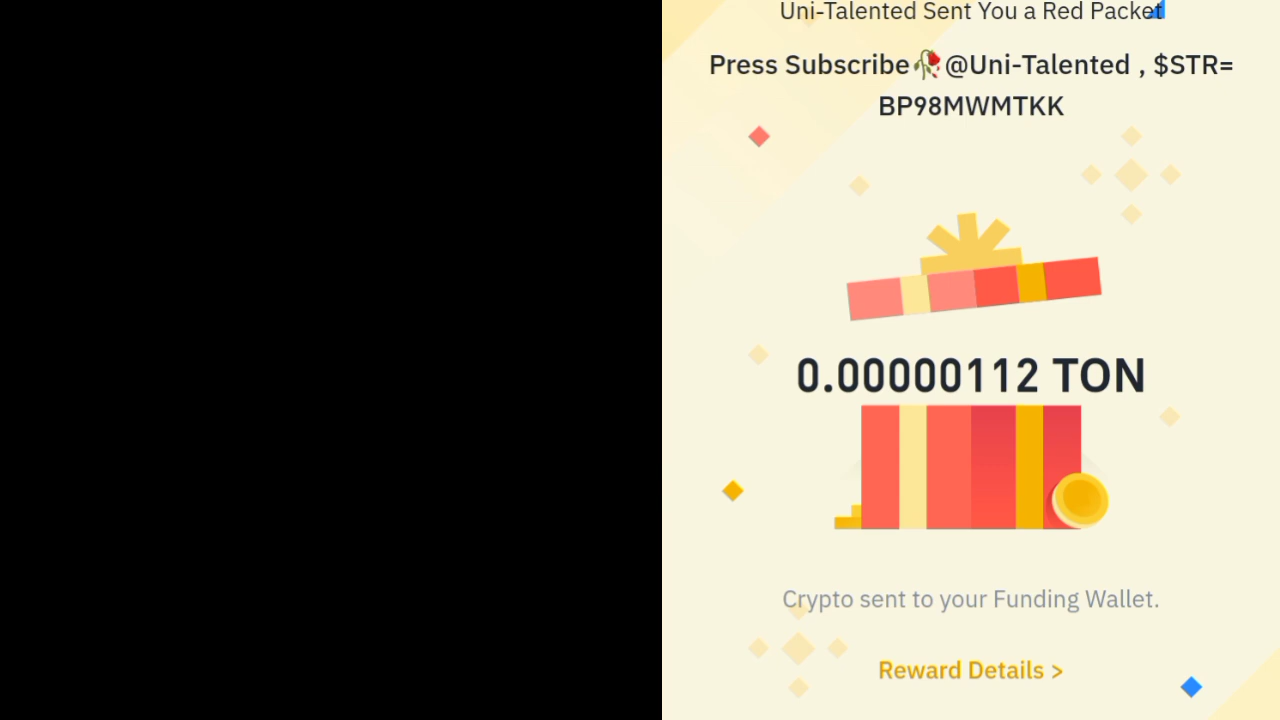 Uni-Talented Sent You a Red Packet
Press Subscribe🥀@Uni-Talented , $STR=
BP98MWMTKK
0.00000112 TON
Crypto sent to your Funding Wallet.
Reward Details >